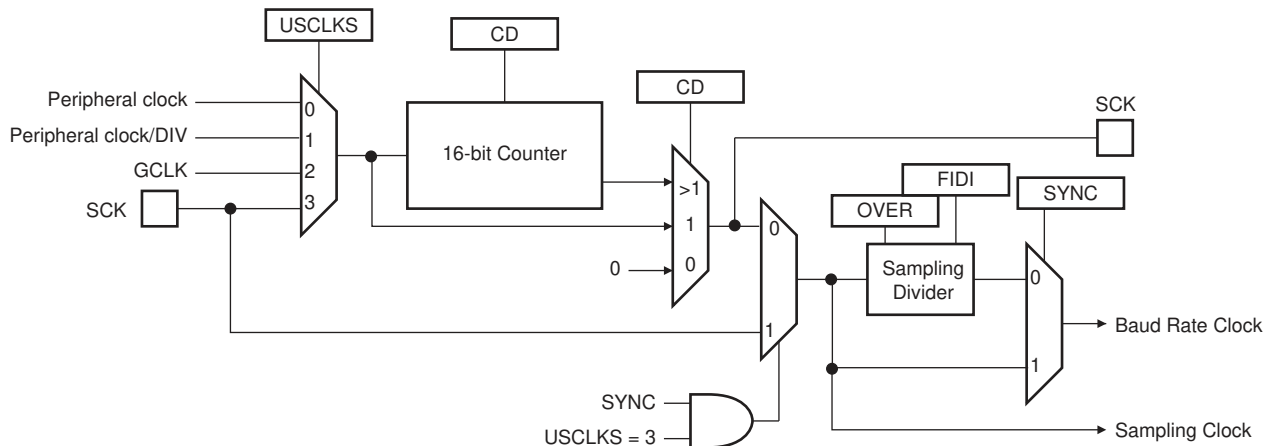 USCLKS
CD
CD
Peripheral clock
Peripheral clock/DIV
GCLK
SCK
0
1
2
3
16-bit Counter
>1
1
0
0
SCK
0
1
FIDI
OVER
SYNC
Sampling
Divider
0
1
Baud Rate Clock
SYNC
USCLKS = 3
Sampling Clock